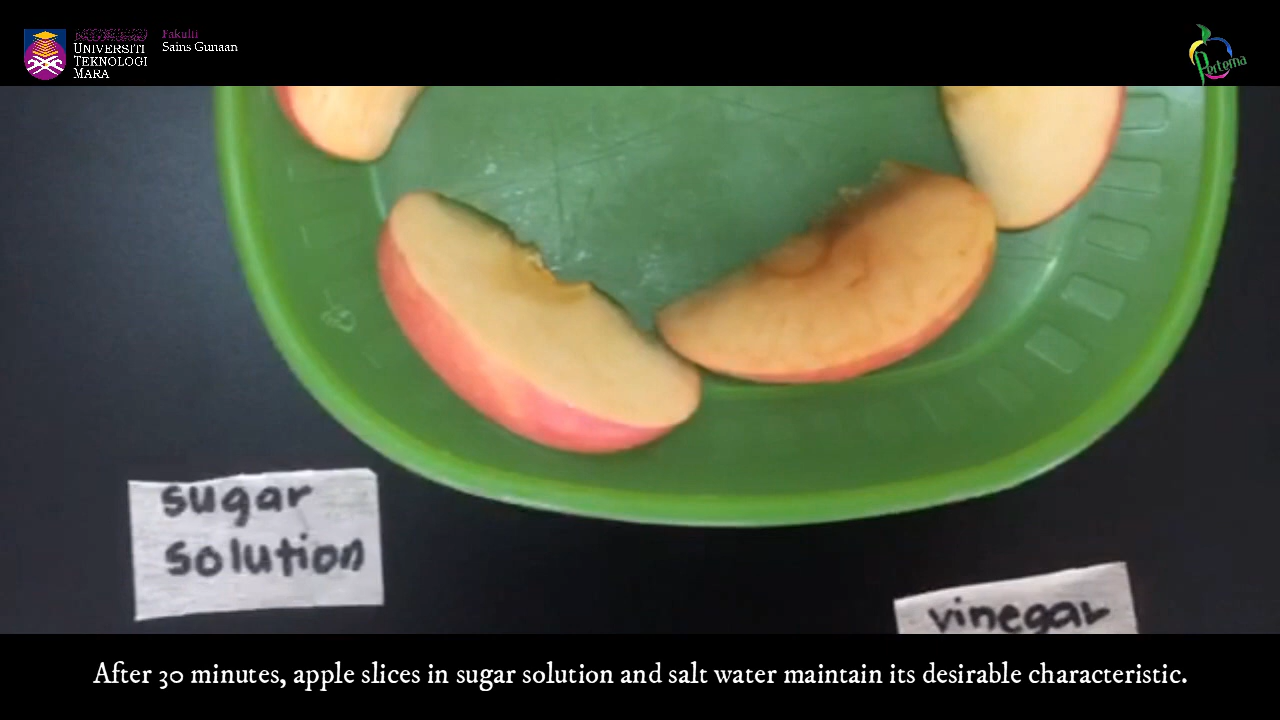 UNIVERSITI
TEKNOLOGI
MARA
Fakulti
Sains Gunaan
Pertema
sugar
solution
vinegar
After 30 minutes, apple slices in sugar solution and salt water maintain its desirable characteristic.